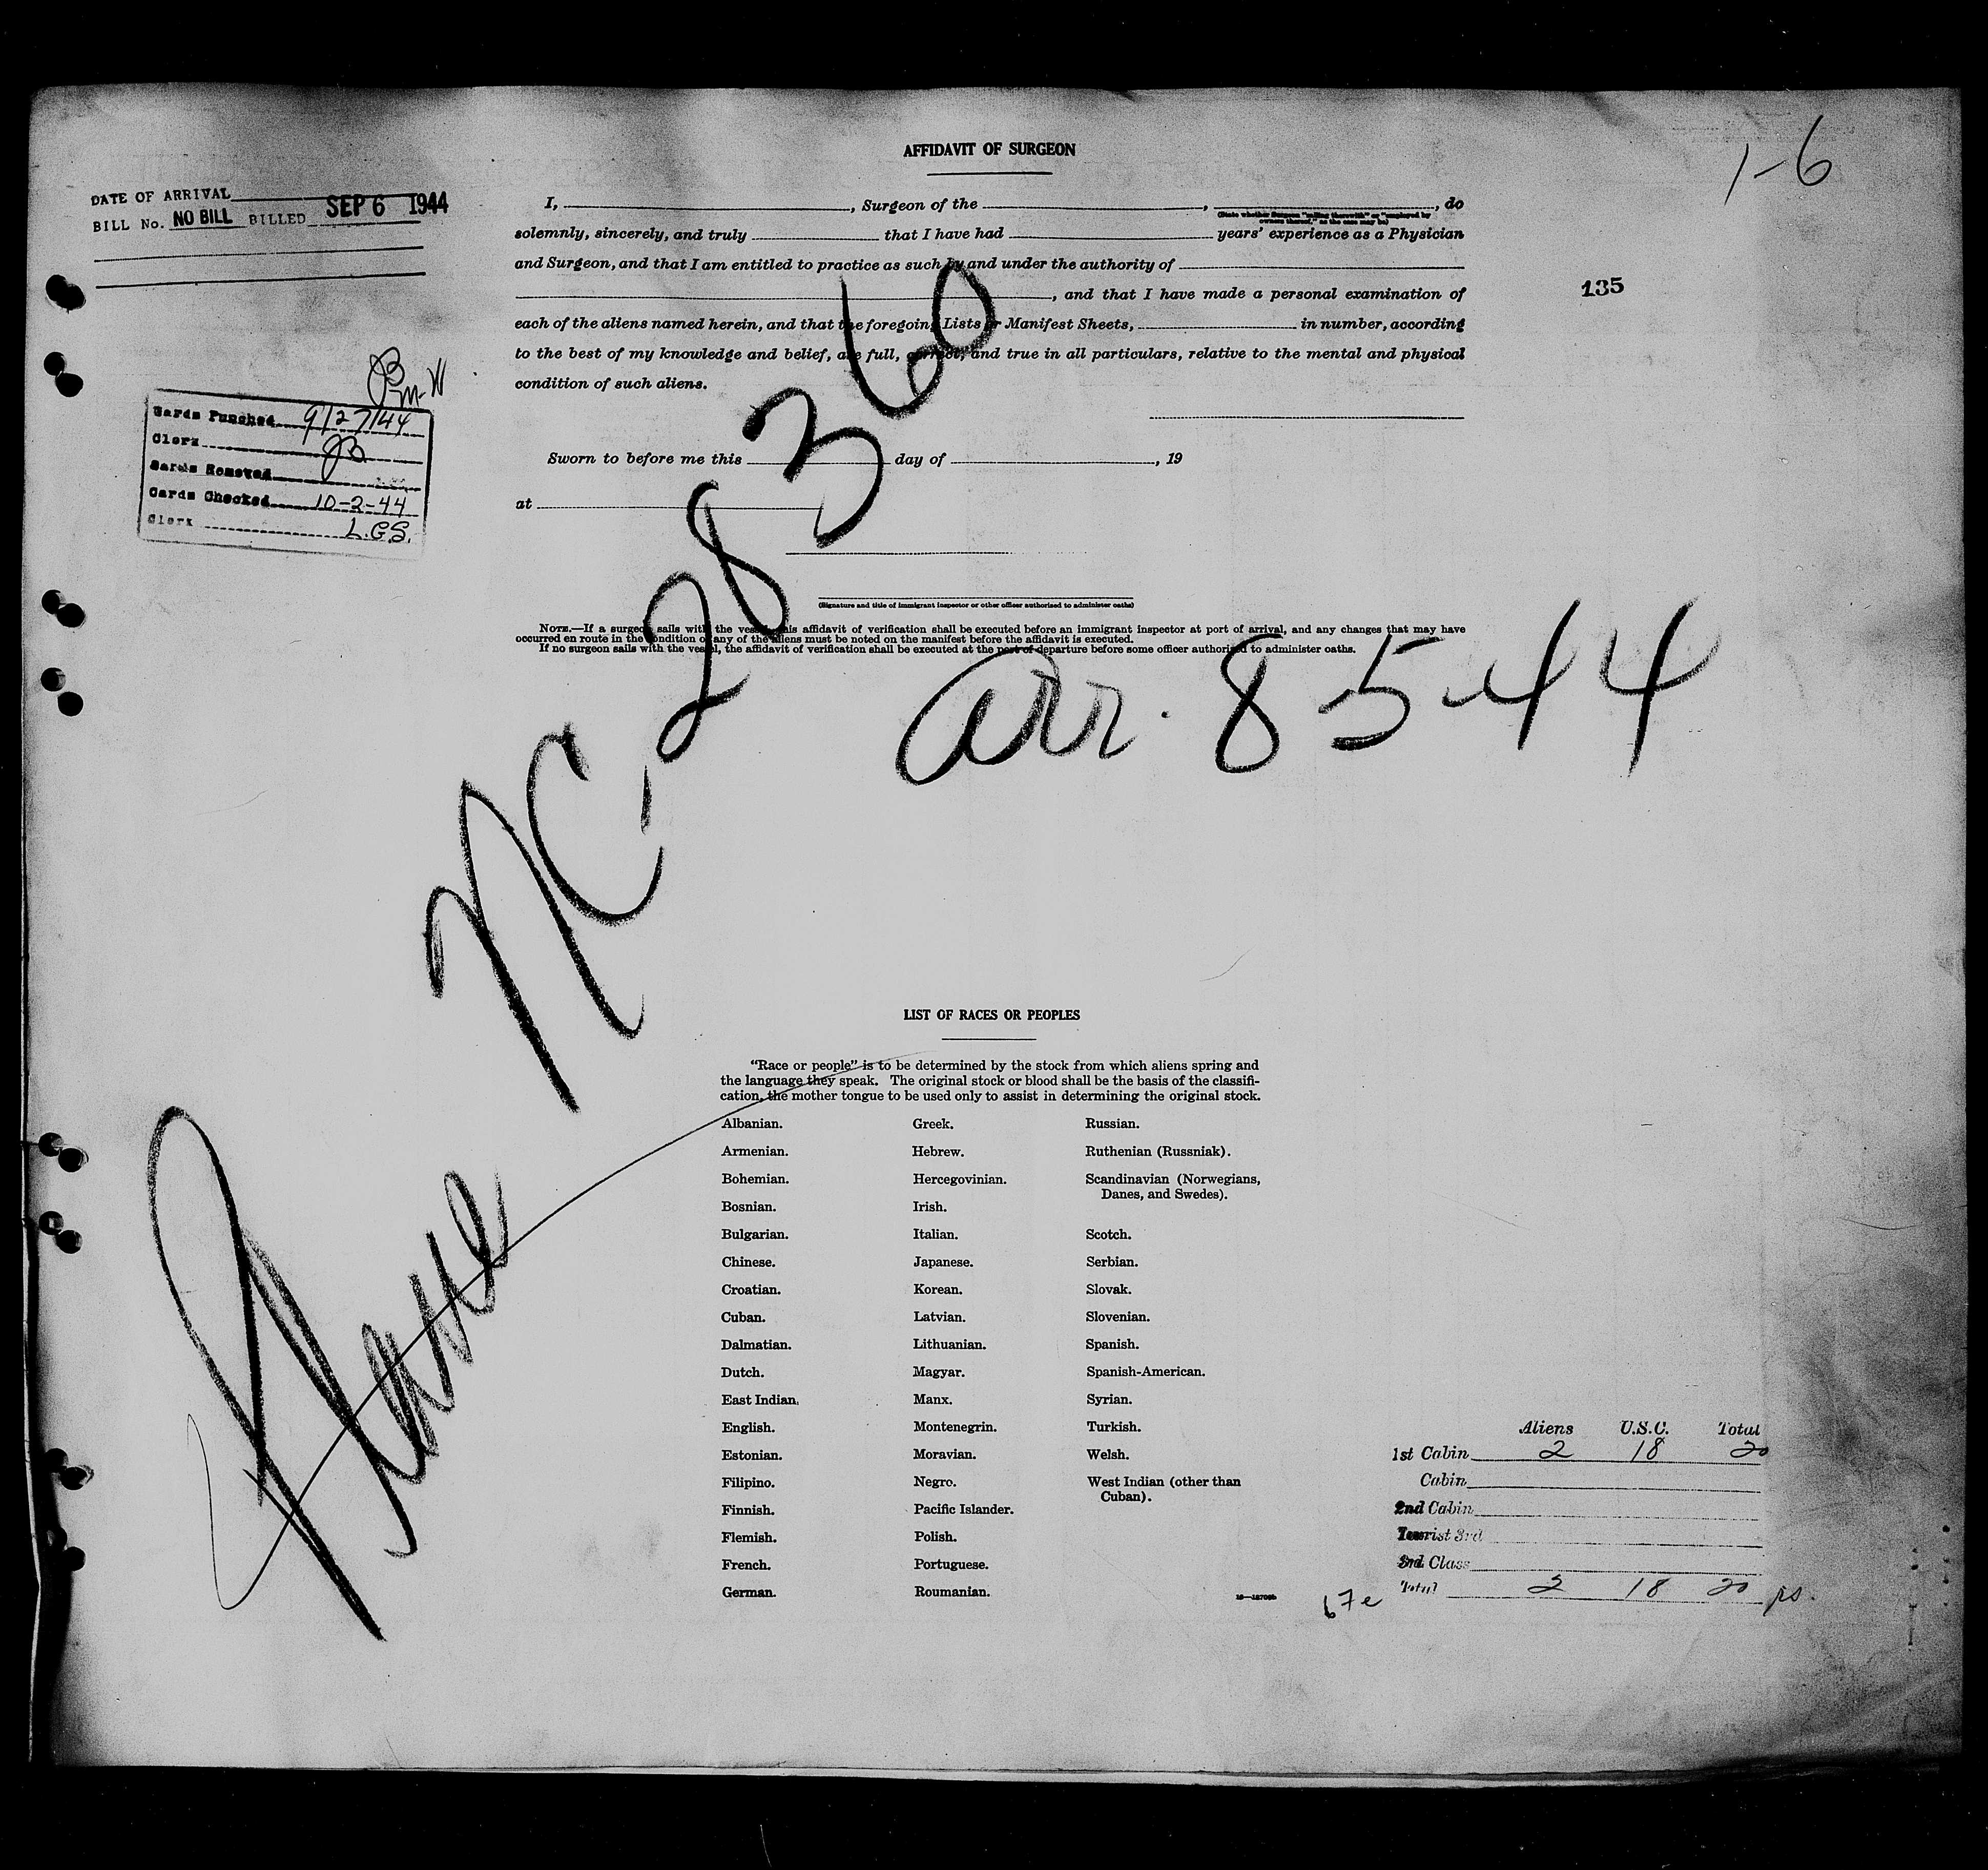 AFFIDAVIT OF SURGEON
1-6
DATE OF ARRIVAL
BILL No. NO BILL BILLED SEP 6 1944
I, , Surgeon of the , , do
(State whether Surgeon "sailing therewith" or "employed by
owners thereof," as the case may be)
solemnly, sincerely, and truly that I have had years' experience as a Physician
and Surgeon, and that I am entitled to practice as such by and under the authority of
, and that I have made a personal examination of
135
each of the aliens named herein, and that the foregoing Lists or Manifest Sheets, in number, according
to the best of my knowledge and belief, are full, correct, and true in all particulars, relative to the mental and physical
condition of such aliens.
Cards Punched 9/27/44
Clerk JB
Cards Removed
Cards Checked 10-2-44
Clerk L.G.S.
Sworn to before me this day of , 19
at
(Signature and title of immigrant inspector or other officer authorized to administer oaths)
NOTE.—If a surgeon sails with the vessel, this affidavit of verification shall be executed before an immigrant inspector at port of arrival, and any changes that may have
occurred en route in the condition of any of the aliens must be noted on the manifest before the affidavit is executed.
If no surgeon sails with the vessel, the affidavit of verification shall be executed at the port of departure before some officer authorized to administer oaths.
Plane NC-28360
arr. 8-5-44
LIST OF RACES OR PEOPLES
"Race or people" is to be determined by the stock from which aliens spring and
the language they speak. The original stock or blood shall be the basis of the classifi-
cation, the mother tongue to be used only to assist in determining the original stock.
Albanian.
Armenian.
Bohemian.
Bosnian.
Bulgarian.
Chinese.
Croatian.
Cuban.
Dalmatian.
Dutch.
East Indian.
English.
Estonian.
Filipino.
Finnish.
Flemish.
French.
German.
Greek.
Hebrew.
Hercegovinian.
Irish.
Italian.
Japanese.
Korean.
Latvian.
Lithuanian.
Magyar.
Manx.
Montenegrin.
Moravian.
Negro.
Pacific Islander.
Polish.
Portuguese.
Roumanian.
Russian.
Ruthenian (Russniak).
Scandinavian (Norwegians,
Danes, and Swedes).
Scotch.
Serbian.
Slovak.
Slovenian.
Spanish.
Spanish-American.
Syrian.
Turkish.
Welsh.
West Indian (other than
Cuban).
Aliens U.S.C. Total
1st Cabin 2 18 20
Cabin
2nd Cabin
Tourist 3rd
3rd Class
Total 2 18 20